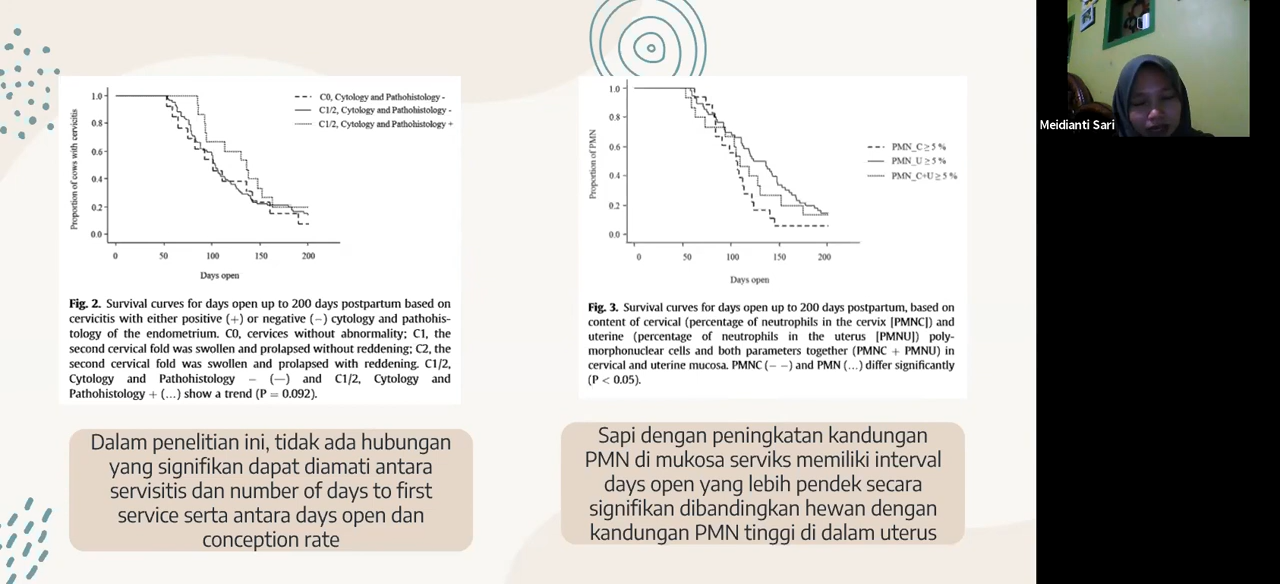 Proportion of cows with cervicitis
1.0
0.8
0.6
0.4
0.2
0.0
0 50 100 150 200
Days open
C0, Cytology and Pathohistology -
C1/2, Cytology and Pathohistology -
C1/2, Cytology and Pathohistology +
Fig. 2. Survival curves for days open up to 200 days postpartum based on
cervicitis with either positive (+) or negative (−) cytology and pathohis-
tology of the endometrium. C0, cervices without abnormality; C1, the
second cervical fold was swollen and prolapsed without reddening; C2, the
second cervical fold was swollen and prolapsed with reddening. C1/2,
Cytology and Pathohistology − (—) and C1/2, Cytology and
Pathohistology + (...) show a trend (P = 0.092).
Dalam penelitian ini, tidak ada hubungan
yang signifikan dapat diamati antara
servisitis dan number of days to first
service serta antara days open dan
conception rate
Proportion of PMN
1.0
0.8
0.6
0.4
0.2
0.0
0 50 100 150 200
Days open
PMN_C≥5 %
PMN_U≥5 %
PMN_C+U≥5 %
Fig. 3. Survival curves for days open up to 200 days postpartum, based on
content of cervical (percentage of neutrophils in the cervix [PMNC]) and
uterine (percentage of neutrophils in the uterus [PMNU]) poly-
morphonuclear cells and both parameters together (PMNC + PMNU) in
cervical and uterine mucosa. PMNC (− −) and PMN (...) differ significantly
(P < 0.05).
Sapi dengan peningkatan kandungan
PMN di mukosa serviks memiliki interval
days open yang lebih pendek secara
signifikan dibandingkan hewan dengan
kandungan PMN tinggi di dalam uterus
Meidianti Sari